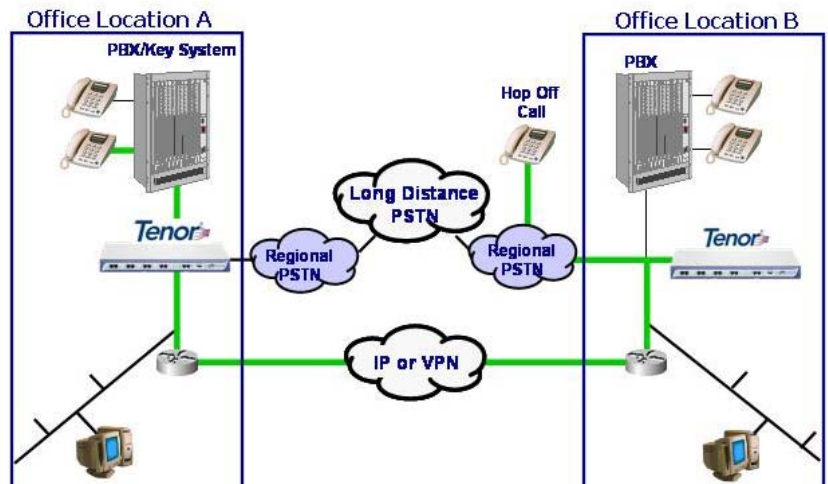 Office Location A
Office Location B
PBX/Key System
PBX
Hop Off
Call
Long Distance
PSTN
Tenor
Tenor
Regional
PSTN
Regional
PSTN
IP or VPN